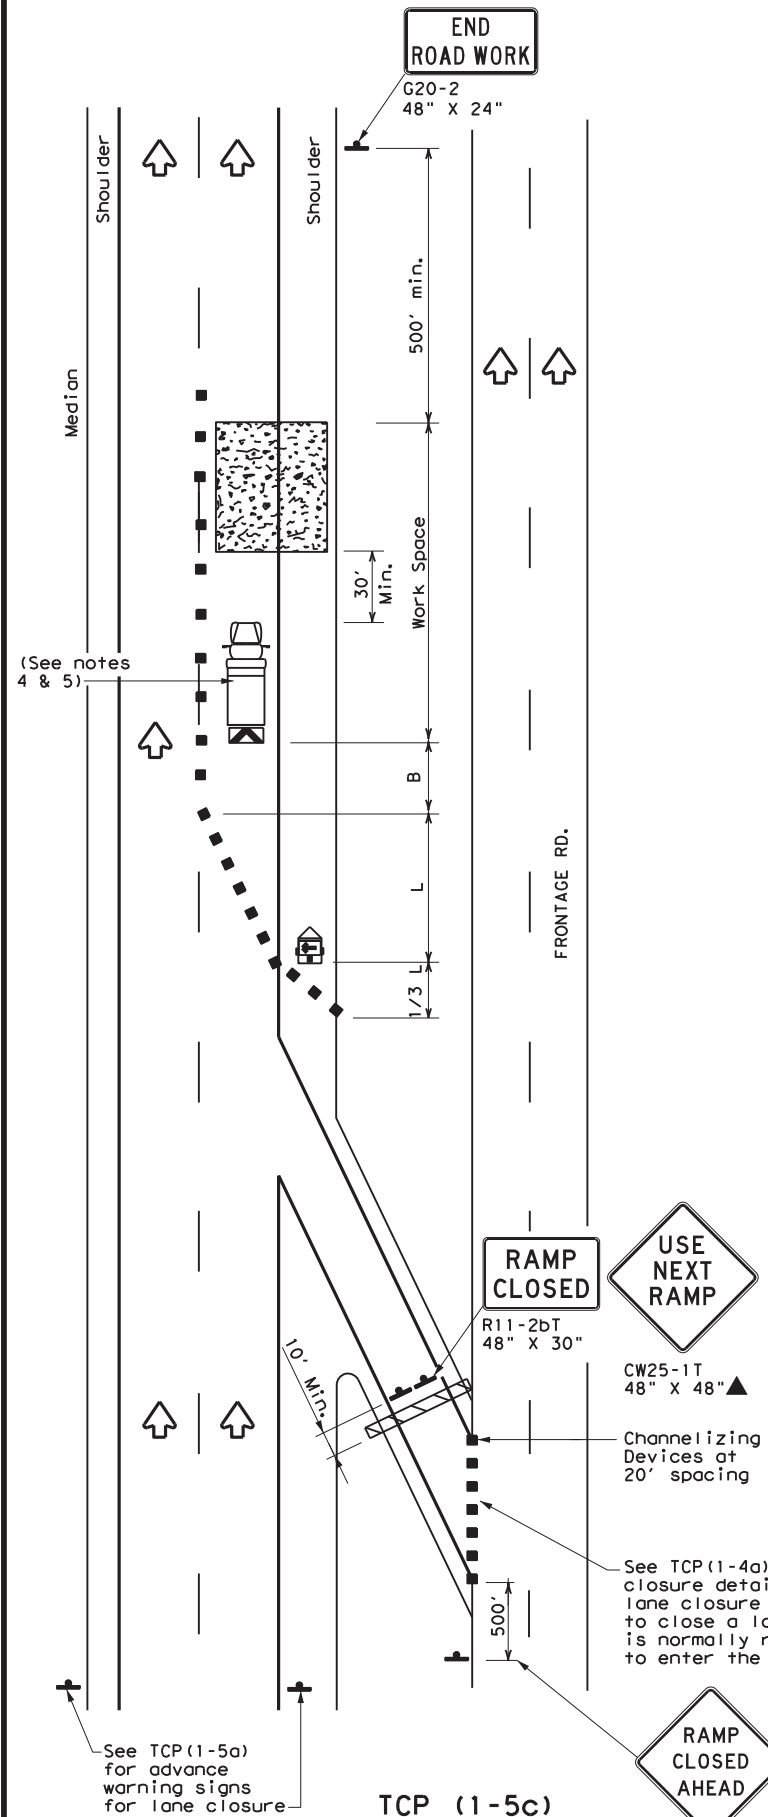 END
ROAD WORK
G20-2
48" X 24"
Shoulder
Shoulder
500' min.
Median
Work Space
30'
Min.
(See notes
4 & 5)
B
L
FRONTAGE RD.
1/3 L
RAMP
CLOSED
R11-2bT
48" X 30"
USE
NEXT
RAMP
CW25-1T
48" X 48"
10' Min.
Channelizing
Devices at
20' spacing
See TCP(1-4a)
closure
lane closure
to close a
is normally
to enter the
500'
RAMP
CLOSED
AHEAD
See TCP(1-5a)
for advance
warning signs
for lane closure
TCP (1-5c)